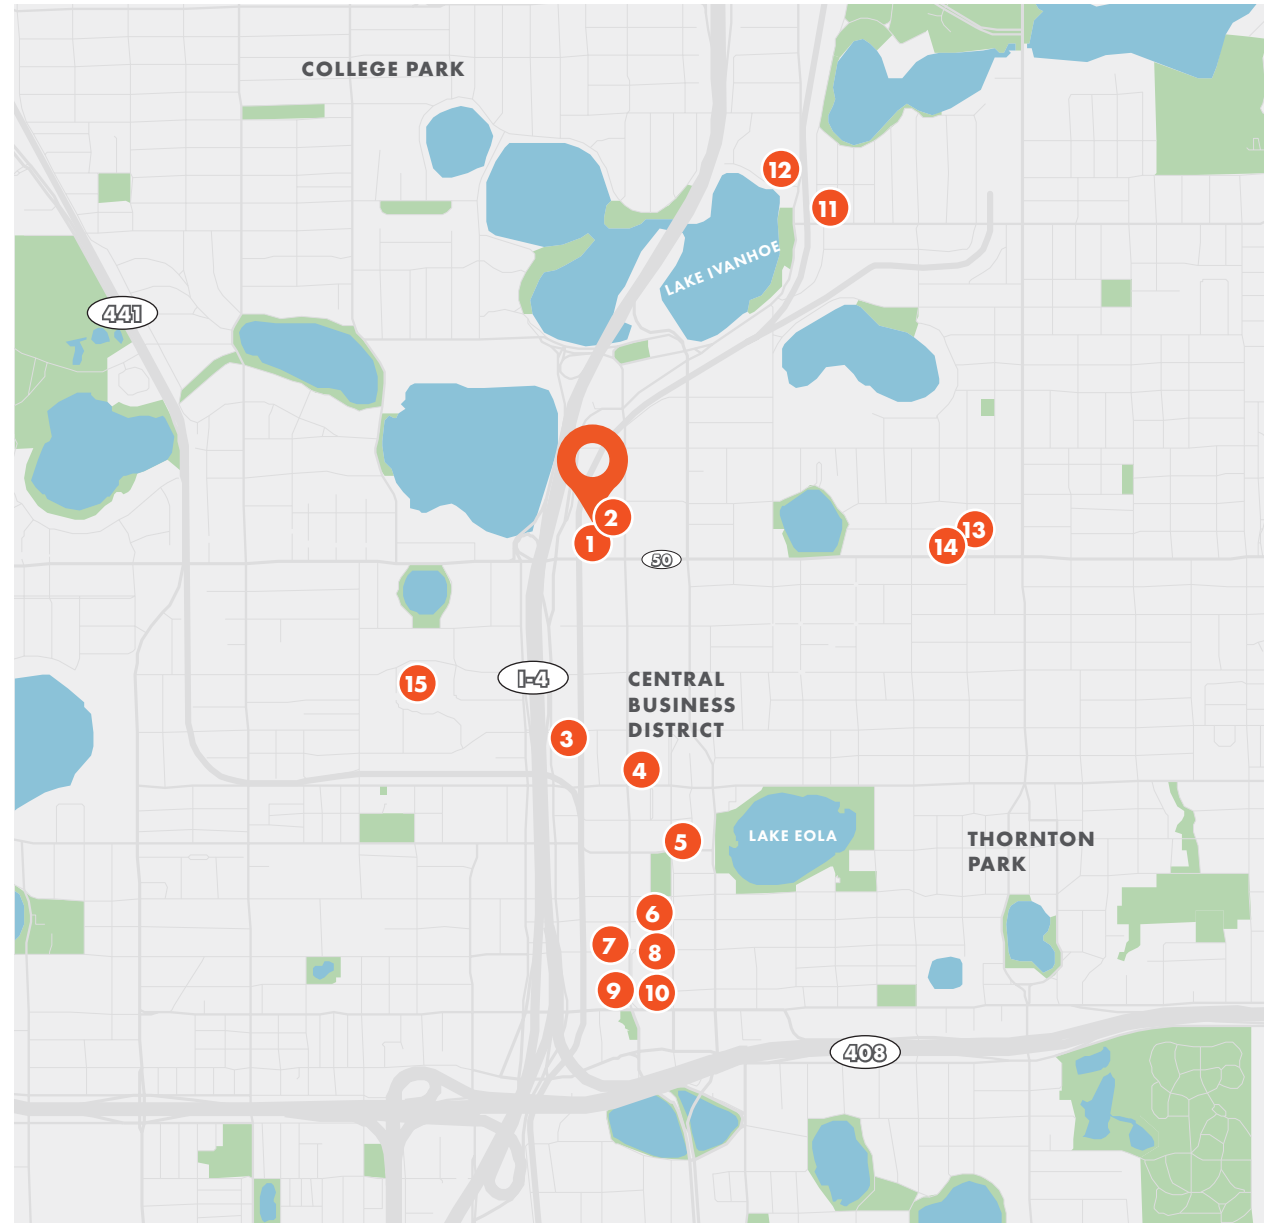 COLLEGE PARK
12
11
LAKE IVANHOE
441
2
1
50
13
14
15
I-4
CENTRAL
BUSINESS
DISTRICT
3
4
5
LAKE EOLA
THORNTON
PARK
6
7
8
9
10
408